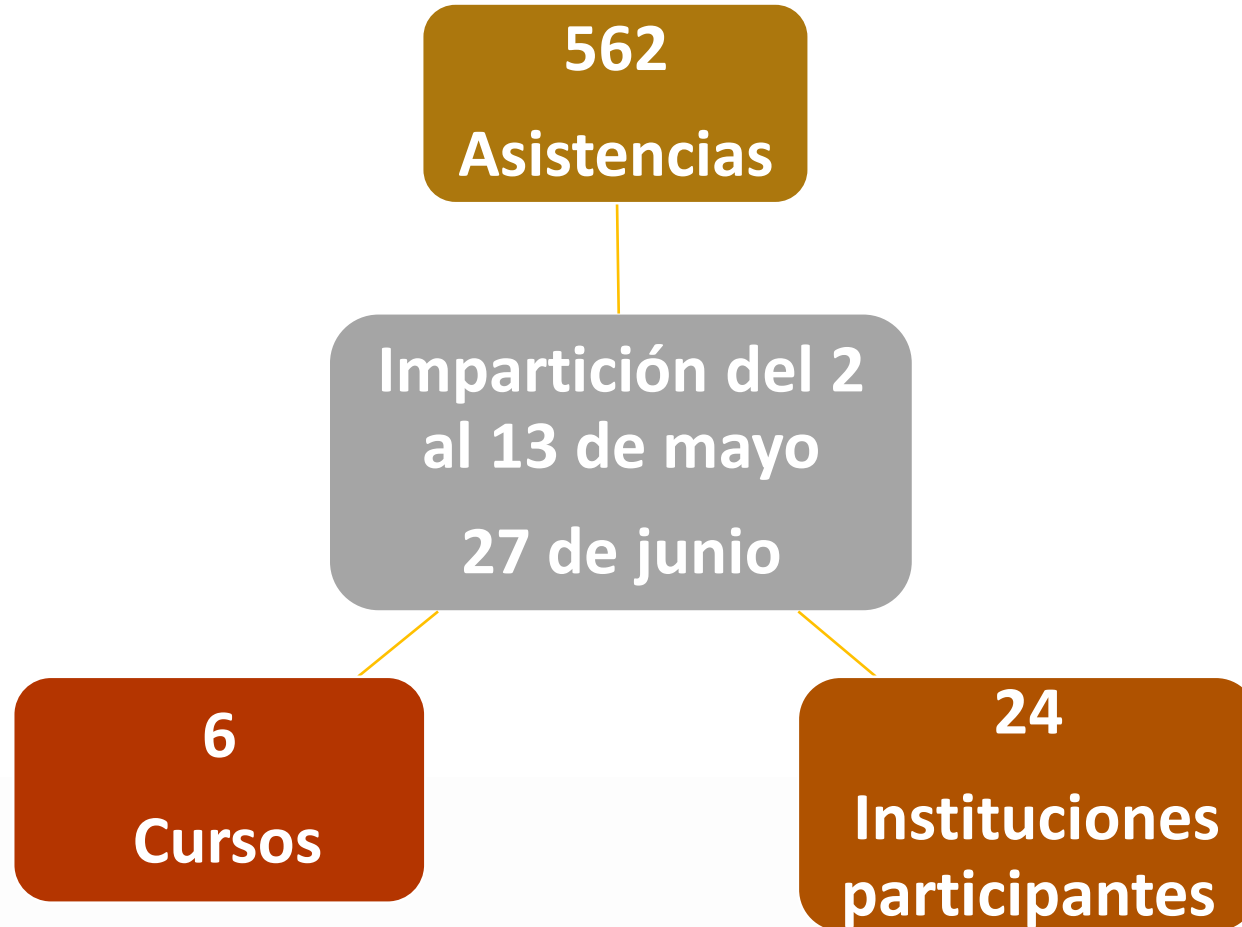 562
Asistencias
Impartición del 2
al 13 de mayo
27 de junio
6
Cursos
24
Instituciones
participantes